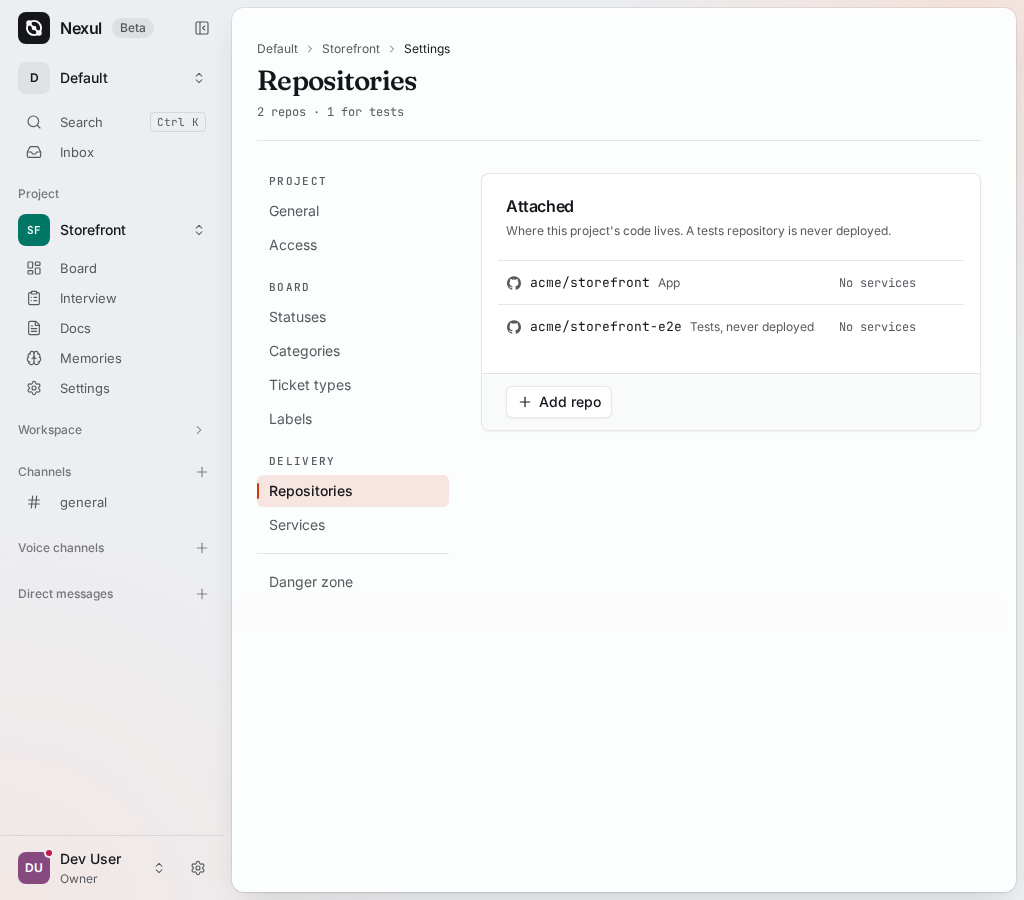 Nexul Beta
D Default
Search Ctrl K
Inbox
Project
SF Storefront
Board
Interview
Docs
Memories
Settings
Workspace
Channels
general
Voice channels
Direct messages
DU Dev User
Owner
Default Storefront Settings
Repositories
2 repos · 1 for tests
PROJECT
General
Access
BOARD
Statuses
Categories
Ticket types
Labels
DELIVERY
Repositories
Services
Danger zone
Attached
Where this project's code lives. A tests repository is never deployed.
acme/storefront App No services
acme/storefront-e2e Tests, never deployed No services
Add repo